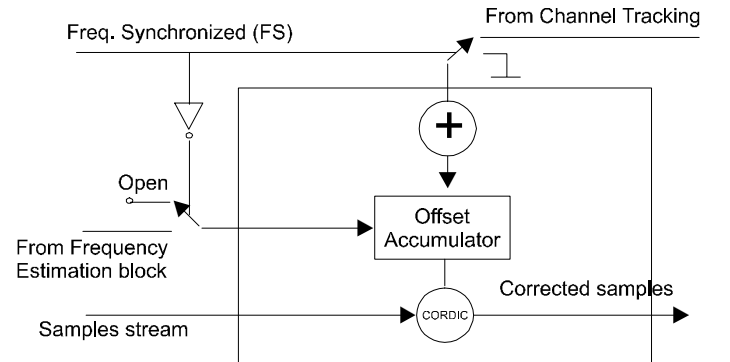 From Channel Tracking
Freq. Synchronized (FS)
+
Open
Offset
Accumulator
From Frequency
Estimation block
Corrected samples
CORDIC
Samples stream